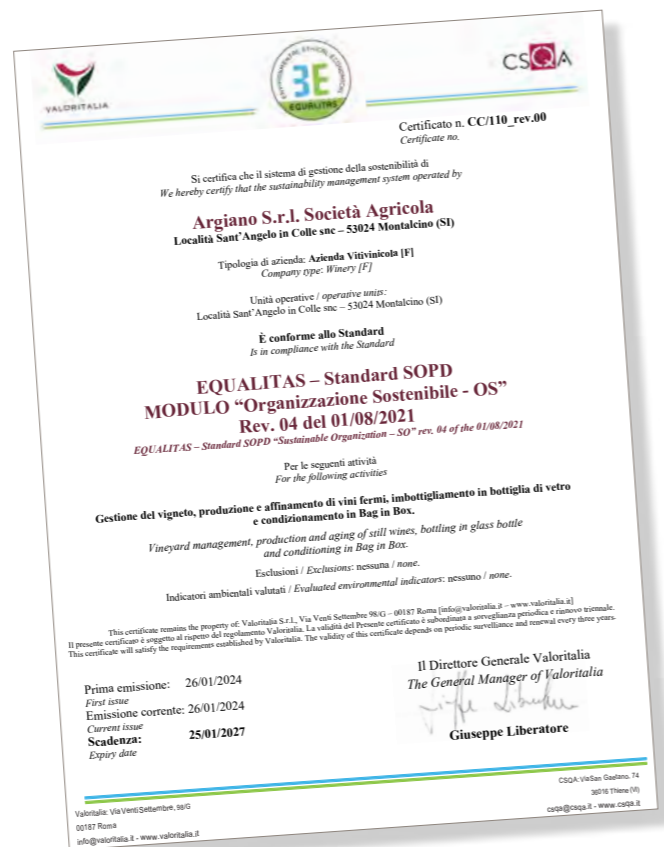 VALORITALIA
ENVIRONMENTAL ETHICAL ECONOMICAL
3E
EQUALITAS
CSQA
Certificato n. CC/110_rev.00
Certificate no.
Si certifica che il sistema di gestione della sostenibilità di
We hereby certify that the sustainability management system operated by
Argiano S.r.l. Società Agricola
Località Sant'Angelo in Colle snc – 53024 Montalcino (SI)
Tipologia di azienda: Azienda Vitivinicola [F]
Company type: Winery [F]
Unità operative / operative units:
Località Sant'Angelo in Colle snc – 53024 Montalcino (SI)
È conforme allo Standard
Is in compliance with the Standard
EQUALITAS – Standard SOPD
MODULO “Organizzazione Sostenibile - OS”
Rev. 04 del 01/08/2021
EQUALITAS – Standard SOPD “Sustainable Organization – SO” rev. 04 of the 01/08/2021
Per le seguenti attività
For the following activities
Gestione del vigneto, produzione e affinamento di vini fermi, imbottigliamento in bottiglia di vetro
e condizionamento in Bag in Box.
Vineyard management, production and aging of still wines, bottling in glass bottle
and conditioning in Bag in Box.
Esclusioni / Exclusions: nessuna / none.
Indicatori ambientali valutati / Evaluated environmental indicators: nessuno / none.
This certificate remains the property of: Valoritalia S.r.l., Via Venti Settembre 98/G – 00187 Roma [info@valoritalia.it – www.valoritalia.it]
Il presente certificato è soggetto al rispetto del regolamento Valoritalia. La validità del Presente certificato è subordinata a sorveglianza periodica e rinnovo triennale.
This certificate will satisfy the requirements established by Valoritalia. The validity of this certificate depends on periodic survelliance and renewal every three years.
Prima emissione: 26/01/2024
First issue
Emissione corrente: 26/01/2024
Current issue
Scadenza: 25/01/2027
Expiry date
Il Direttore Generale Valoritalia
The General Manager of Valoritalia
Giuseppe Liberatore
Valoritalia: Via Venti Settembre, 98/G
00187 Roma
info@valoritalia.it - www.valoritalia.it
CSQA: Via San Gaetano, 74
36016 Thiene (VI)
csqa@csqa.it - www.csqa.it